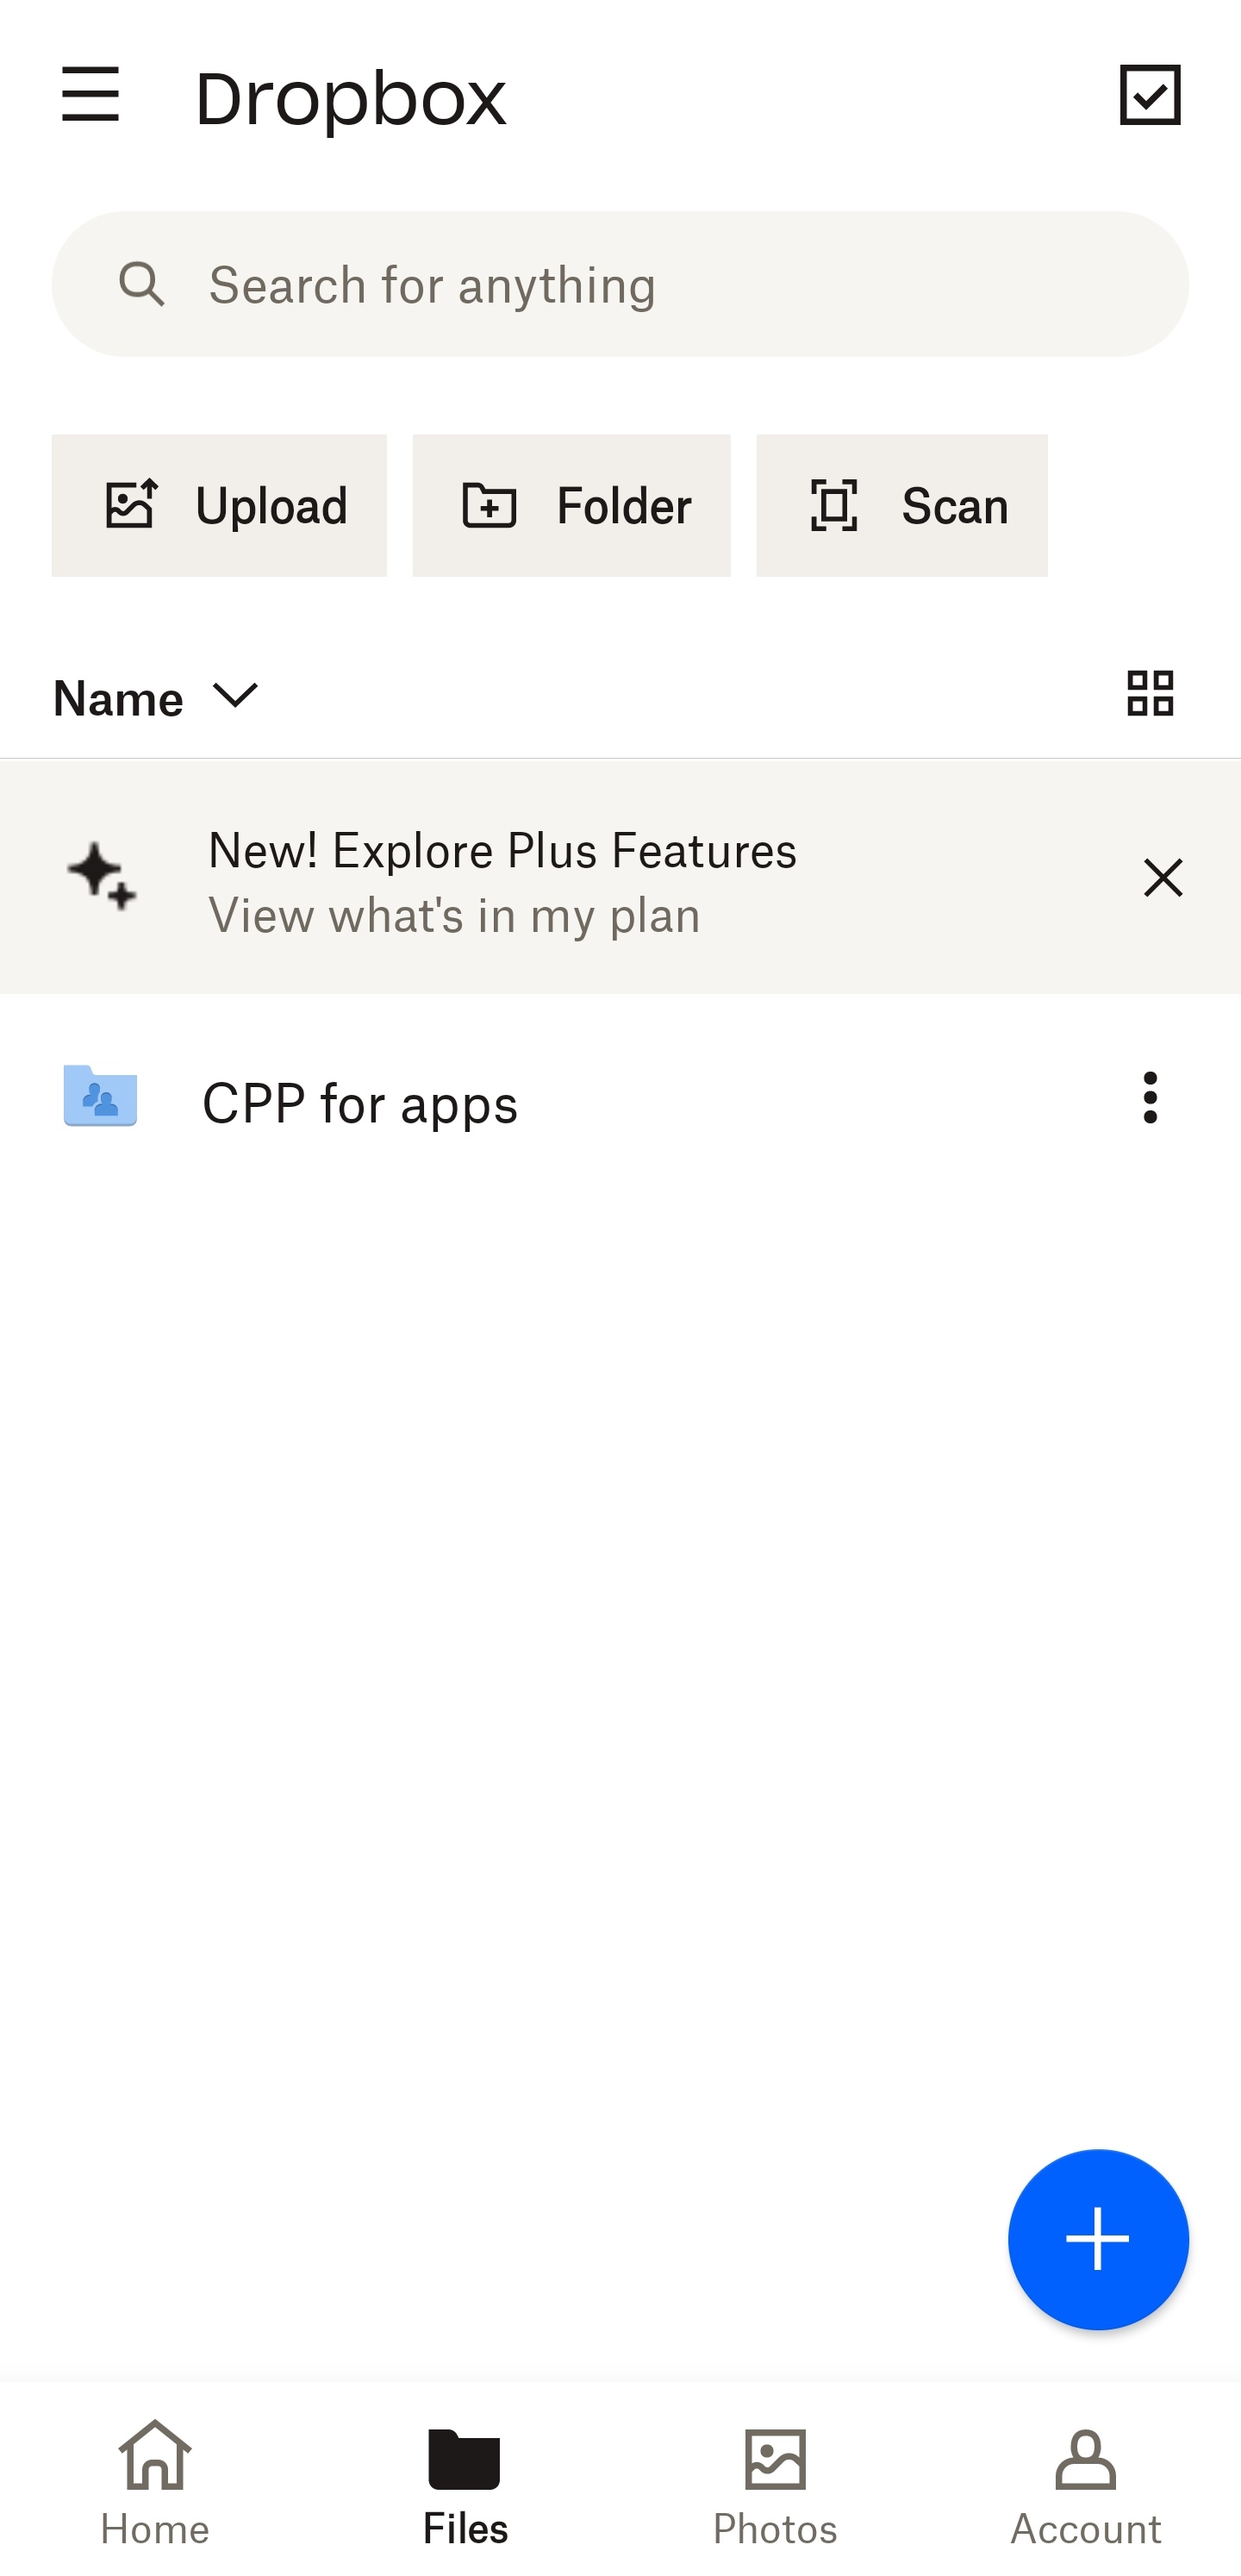 Dropbox
Search for anything
Upload Folder Scan
Name
New! Explore Plus Features
View what's in my plan
CPP for apps
Home Files Photos Account